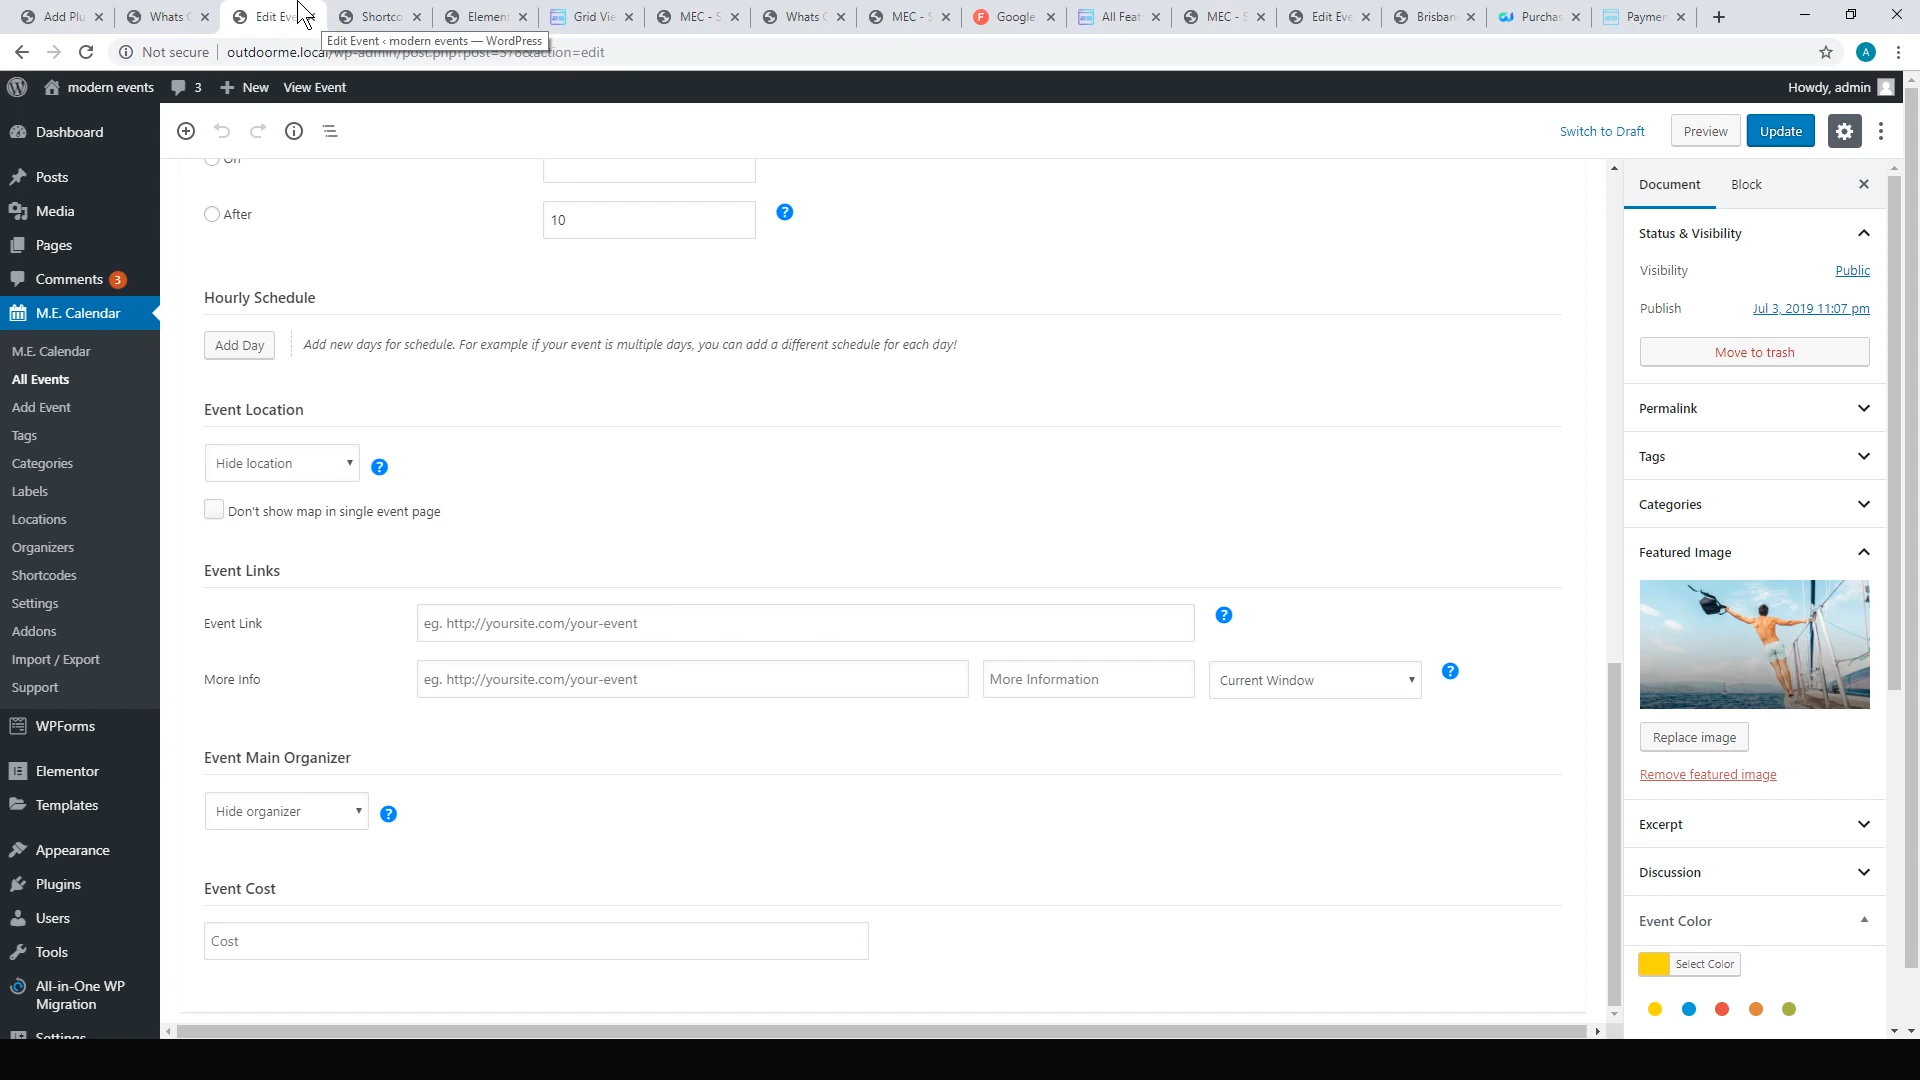 Add Plu
Whats
Edit Eve
Shortco
Elemen
Grid Vie
MEC - S
Whats
MEC - S
Google
All Feat
MEC - S
Edit Eve
Brisban
Purchas
Paymen
Edit Event ‹ modern events — WordPress
Not secure
outdoorme.local/wp-admin/post.php?post=576&action=edit
A
modern events
3
New
View Event
Howdy, admin
Dashboard
Posts
Media
Pages
Comments 3
M.E. Calendar
M.E. Calendar
All Events
Add Event
Tags
Categories
Labels
Locations
Organizers
Shortcodes
Settings
Addons
Import / Export
Support
WPForms
Elementor
Templates
Appearance
Plugins
Users
Tools
All-in-One WP
Migration
Settings
Switch to Draft
Preview
Update
On
After
10
Hourly Schedule
Add Day
Add new days for schedule. For example if your event is multiple days, you can add a different schedule for each day!
Event Location
Hide location
Don't show map in single event page
Event Links
Event Link
eg. http://yoursite.com/your-event
More Info
eg. http://yoursite.com/your-event
More Information
Current Window
Event Main Organizer
Hide organizer
Event Cost
Cost
Document
Block
Status & Visibility
Visibility
Public
Publish
Jul 3, 2019 11:07 pm
Move to trash
Permalink
Tags
Categories
Featured Image
Replace image
Remove featured image
Excerpt
Discussion
Event Color
Select Color